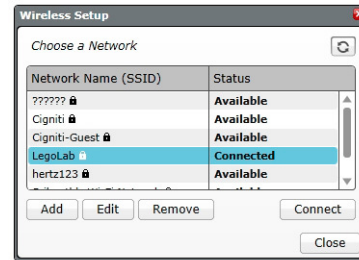 Wireless Setup
Choose a Network
Network Name (SSID) Status
?????? Available
Cigniti Available
Cigniti-Guest Available
LegoLab Connected
hertz123 Available
Add Edit Remove Connect
Close